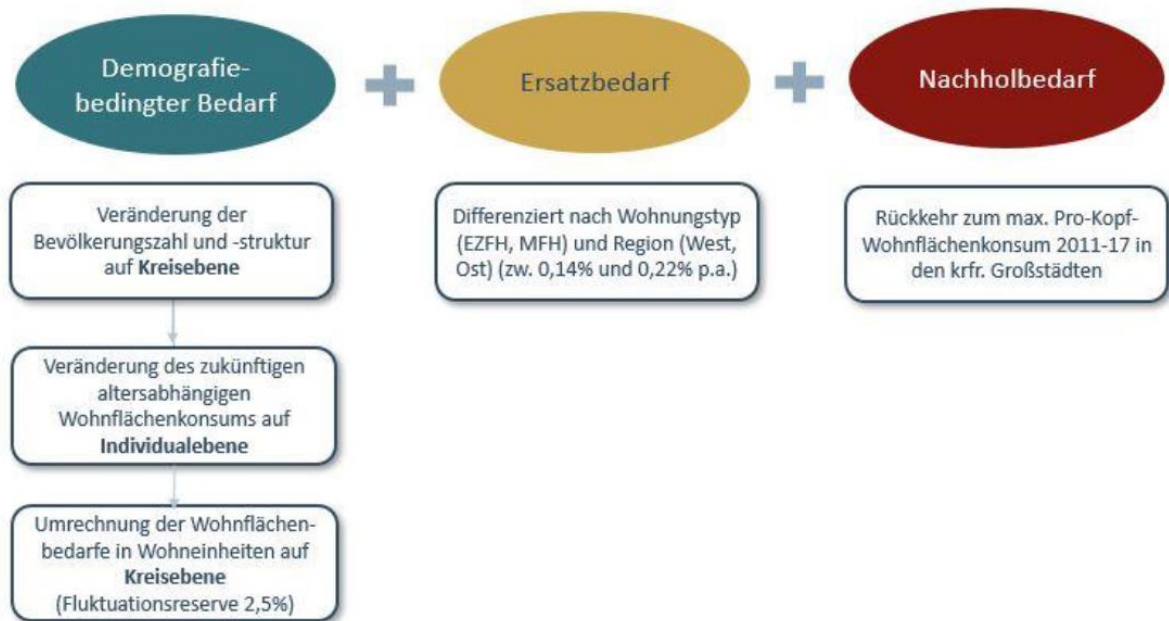 Demografie-
bedingter Bedarf
+
Ersatzbedarf
+
Nachholbedarf
Veränderung der
Bevölkerungszahl und -struktur
auf Kreisebene
Veränderung des zukünftigen
altersabhängigen
Wohnflächenkonsums auf
Individualebene
Umrechnung der Wohnflächen-
bedarfe in Wohneinheiten auf
Kreisebene
(Fluktuationsreserve 2,5%)
Differenziert nach Wohnungstyp
(EZFH, MFH) und Region (West,
Ost) (zw. 0,14% und 0,22% p.a.)
Rückkehr zum max. Pro-Kopf-
Wohnflächenkonsum 2011-17 in
den krfr. Großstädten